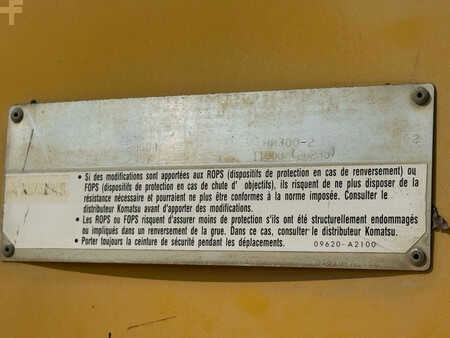 HM300-2
• Si des modifications sont apportées aux ROPS (dispositifs de protection en cas de renversement) ou
FOPS (dispositifs de protection en cas de chute d' objectifs), ils risquent de ne plus disposer de la
résistance nécessaire et pourraient ne plus être conformes à la norme imposée. Consulter le
distributeur Komatsu avant d'apporter des modifications.
• Les ROPS ou FOPS risquent d'assurer moins de protection s'ils ont été structurellement endommagés
ou impliqués dans un renversement de la grue. Dans ce cas, consulter le distributeur Komatsu.
• Porter toujours la ceinture de sécurité pendant les déplacements.
09620-A2100